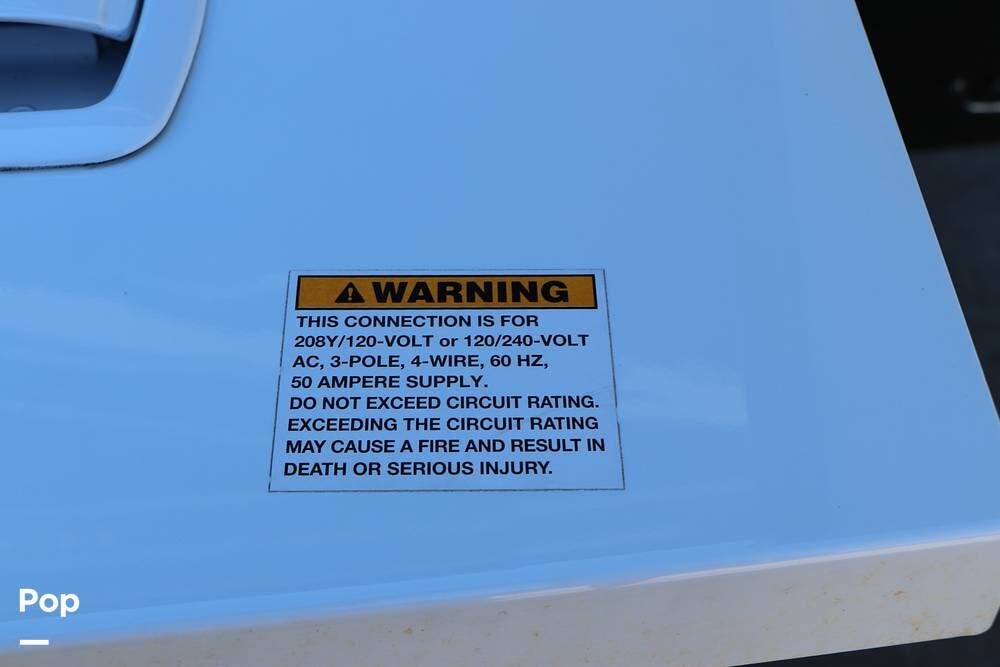 WARNING
THIS CONNECTION IS FOR
208Y/120-VOLT or 120/240-VOLT
AC, 3-POLE, 4-WIRE, 60 HZ,
50 AMPERE SUPPLY.
DO NOT EXCEED CIRCUIT RATING.
EXCEEDING THE CIRCUIT RATING
MAY CAUSE A FIRE AND RESULT IN
DEATH OR SERIOUS INJURY.
Pop